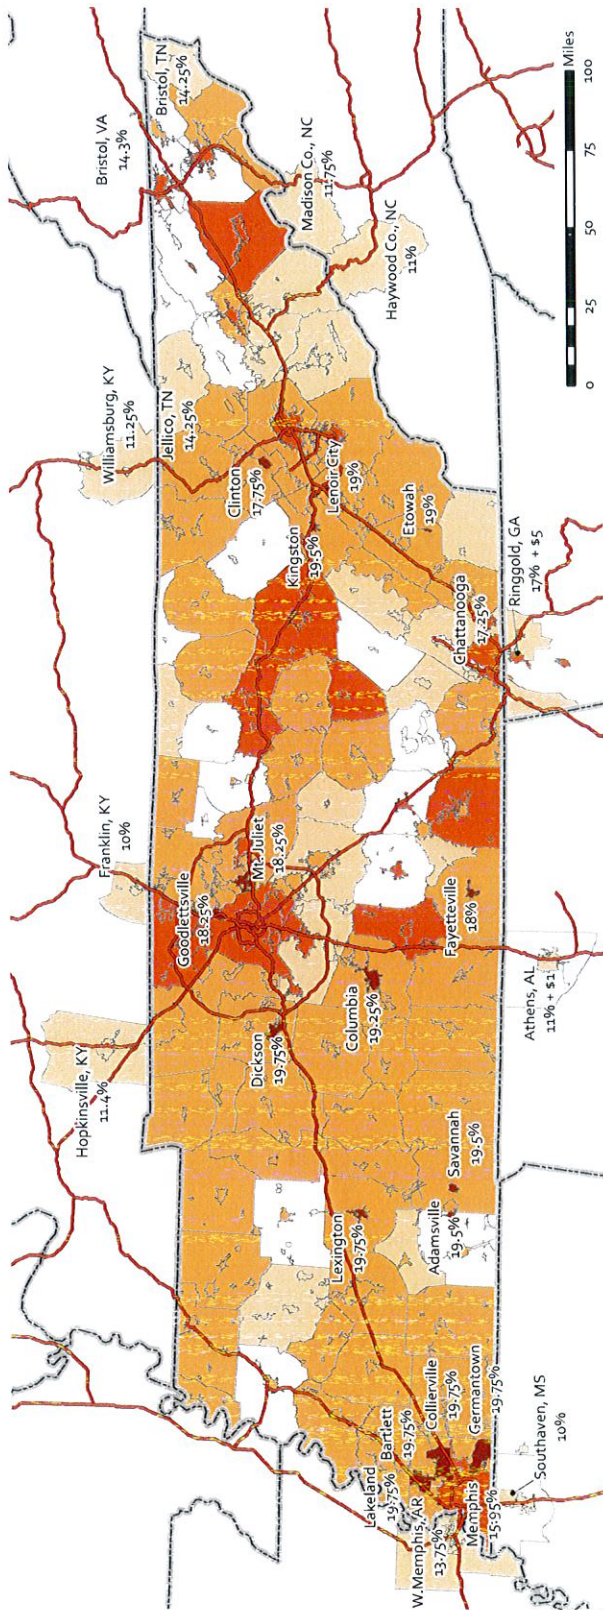 Hopkinsville, KY
11.4%
Franklin, KY
10%
Williamsburg, KY
11.25%
Bristol, VA
14.3%
Bristol, TN
14.25%
Jellico, TN
14.25%
Goodlettsville
18.25%
Mt. Juliet
18.25%
Dickson
19.75%
Clinton
17.75%
Kingston
19.5%
Lenoir City
19%
Madison Co., NC
11.75%
Haywood Co., NC
11%
Lakeland
19.75%
Bartlett
19.75%
W. Memphis, AR
13.75%
Memphis
15.95%
Collierville
19.75%
Germantown
19.75%
Lexington
19.75%
Adamsville
19.5%
Savannah
19.5%
Columbia
19.25%
Fayetteville
18%
Etowah
19%
Chattanooga
17.25%
Ringgold, GA
17% + $5
Southaven, MS
10%
Athens, AL
11% + $1
0 25 50 75 100
Miles